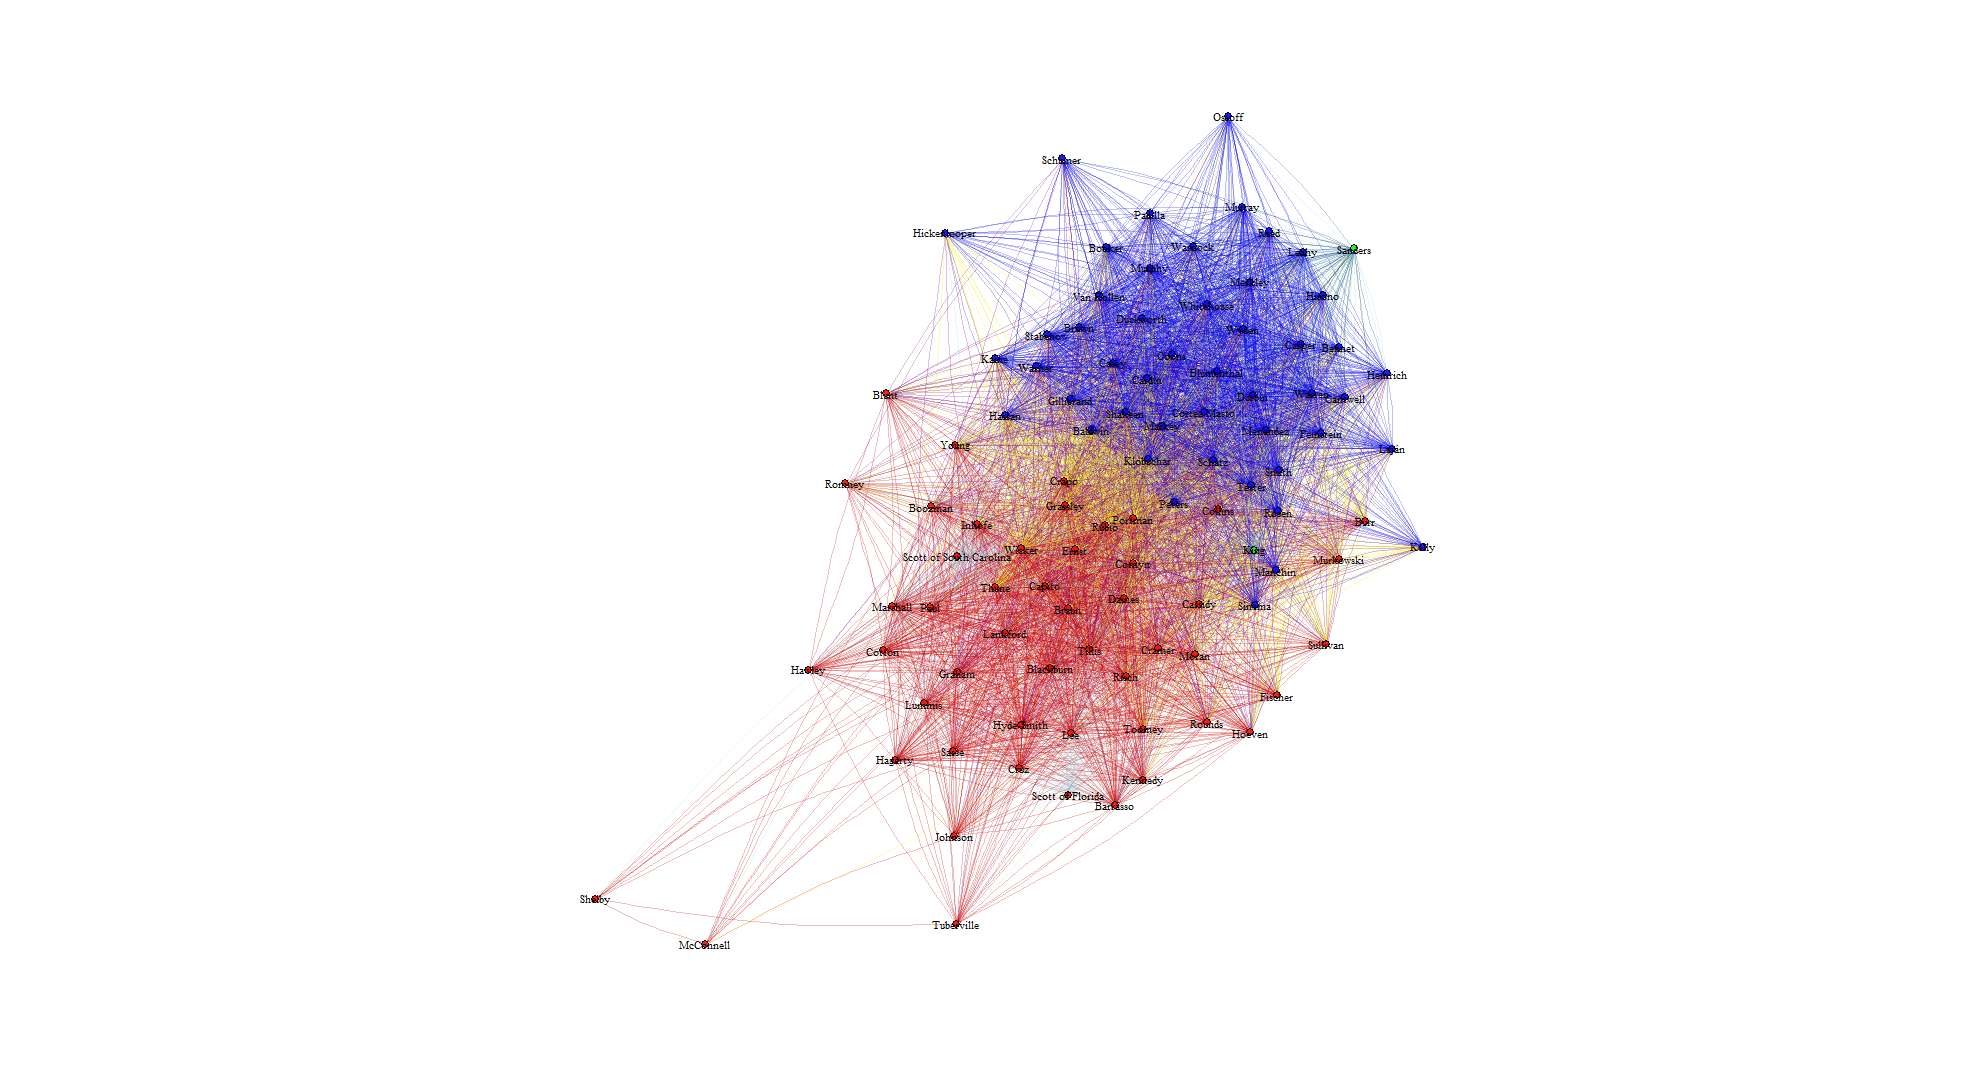 Ossoff
Schumer
Murray
Padilla
Hickenlooper
Reed
Booker
Warnock
Sanders
Leahy
Murphy
Merkley
Van Hollen
Hirono
Whitehouse
Duckworth
Brown
Wyden
Stabenow
Carper
Bennet
Kaine
Coons
Warner
Casey
Blumenthal
Heinrich
Cardin
Blunt
Warren
Durbin
Cantwell
Gillibrand
Hassan
Shaheen
Cortez Masto
Markey
Baldwin
Menendez
Feinstein
Young
Luján
Klobuchar
Schatz
Smith
Crapo
Romney
Tester
Peters
Grassley
Boozman
Collins
Rosen
Portman
Burr
Inhofe
Rubio
Kelly
Wicker
Ernst
King
Scott of South Carolina
Murkowski
Cornyn
Manchin
Thune
Capito
Daines
Cassidy
Sinema
Marshall
Paul
Braun
Lankford
Sullivan
Cotton
Tillis
Cramer
Moran
Hawley
Blackburn
Graham
Risch
Fischer
Lummis
Hyde-Smith
Rounds
Toomey
Lee
Hoeven
Sasse
Hagerty
Cruz
Kennedy
Scott of Florida
Barrasso
Johnson
Shelby
Tuberville
McConnell